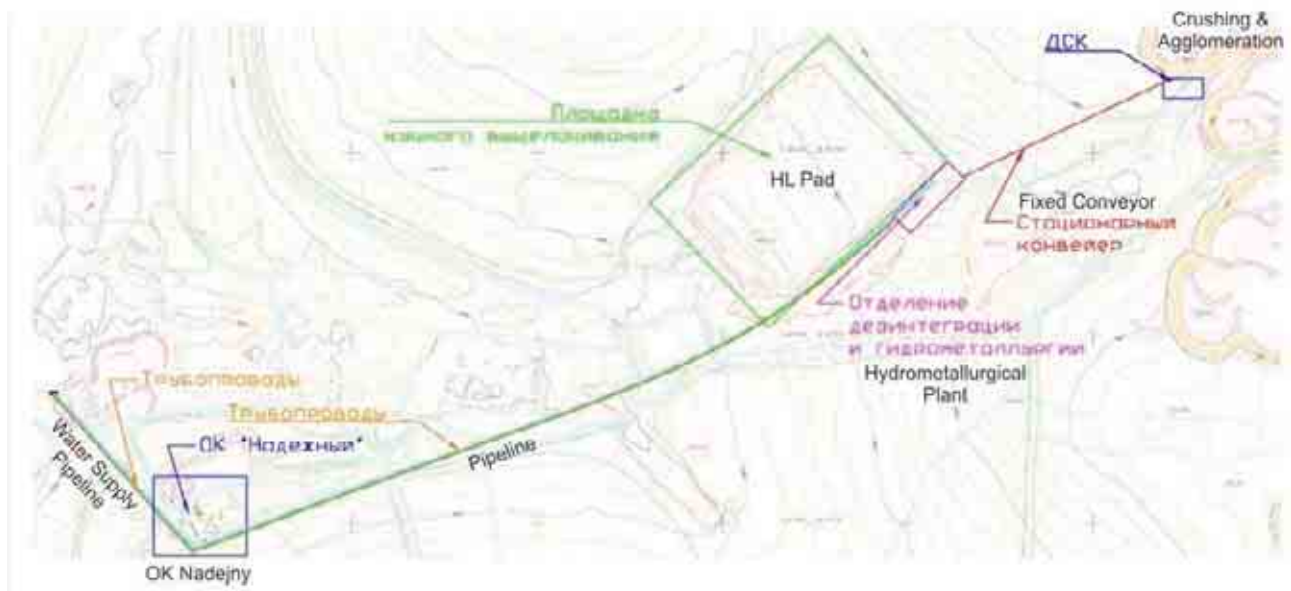 Crushing &
Agglomeration
ДСК
Площадка
кучного выщелачивания
HL Pad
Fixed Conveyor
Стационарный
конвейер
Отделение
дезинтеграции
и гидрометаллургии
Hydrometallurgical
Plant
Трубопроводы
Трубопроводы
ОК "Надежный"
Pipeline
Water Supply
Pipeline
OK Nadejny